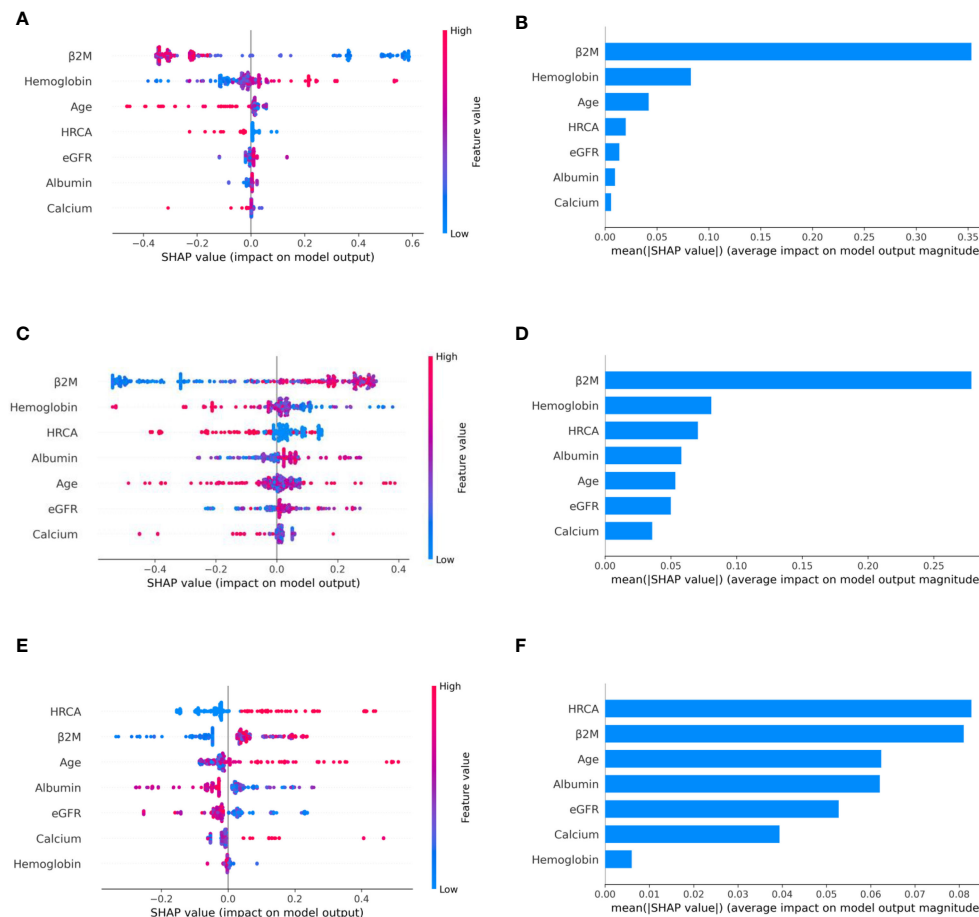 A
High
β2M
Hemoglobin
Age
HRCA
eGFR
Albumin
Calcium
Feature value
Low
−0.4 −0.2 0.0 0.2 0.4 0.6
SHAP value (impact on model output)
B
β2M
Hemoglobin
Age
HRCA
eGFR
Albumin
Calcium
0.00 0.05 0.10 0.15 0.20 0.25 0.30 0.35
mean(|SHAP value|) (average impact on model output magnitude
C
High
β2M
Hemoglobin
HRCA
Albumin
Age
eGFR
Calcium
Feature value
Low
−0.4 −0.2 0.0 0.2 0.4
SHAP value (impact on model output)
D
β2M
Hemoglobin
HRCA
Albumin
Age
eGFR
Calcium
0.00 0.05 0.10 0.15 0.20 0.25
mean(|SHAP value|) (average impact on model output magnitude
E
High
HRCA
β2M
Age
Albumin
eGFR
Calcium
Hemoglobin
Feature value
Low
−0.2 0.0 0.2 0.4
SHAP value (impact on model output)
F
HRCA
β2M
Age
Albumin
eGFR
Calcium
Hemoglobin
0.00 0.01 0.02 0.03 0.04 0.05 0.06 0.07 0.08
mean(|SHAP value|) (average impact on model output magnitude